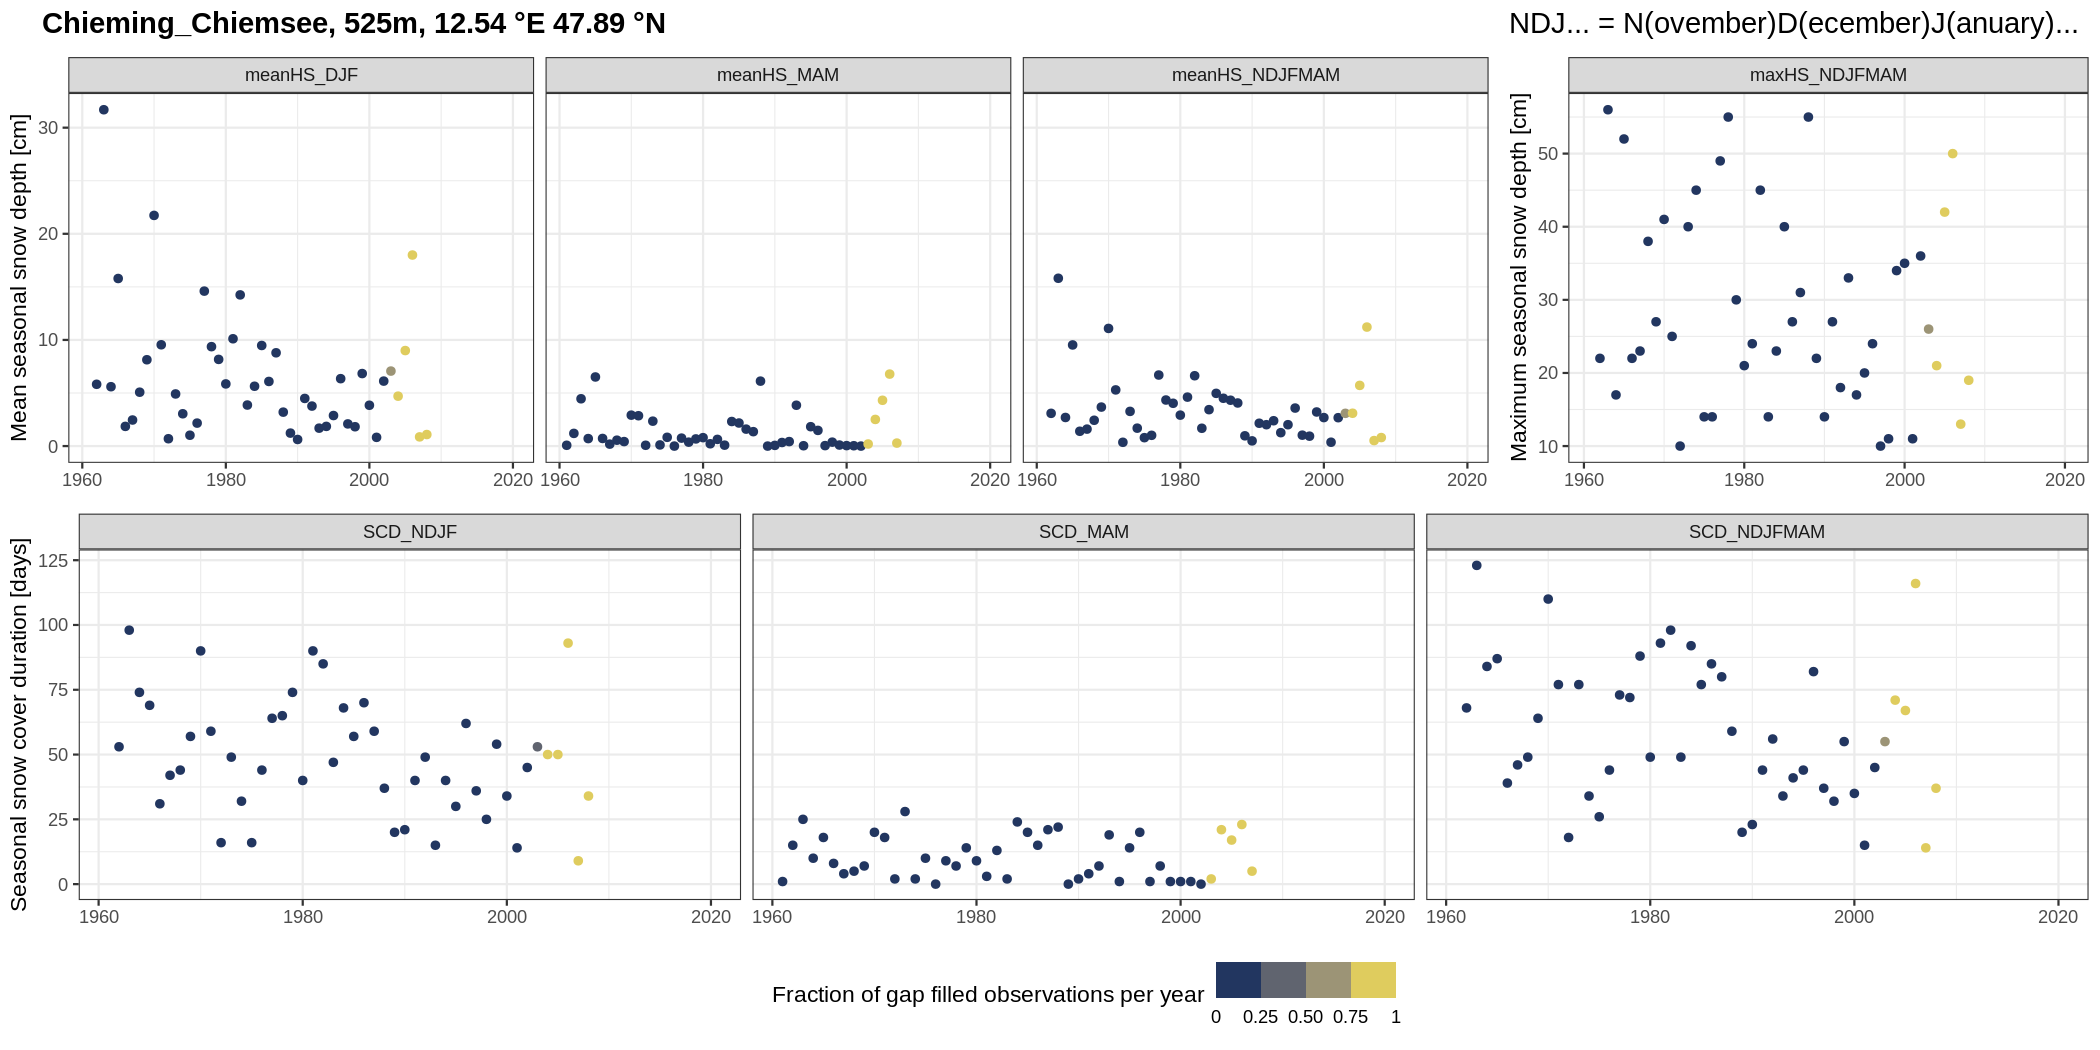 Chieming_Chiemsee, 525m, 12.54 °E 47.89 °N
NDJ... = N(ovember)D(ecember)J(anuary)...
meanHS_DJF
meanHS_MAM
meanHS_NDJFMAM
maxHS_NDJFMAM
Mean seasonal snow depth [cm]
30
20
10
0
Maximum seasonal snow depth [cm]
50
40
30
20
10
1960 1980 2000 2020
1960 1980 2000 2020
1960 1980 2000 2020
1960 1980 2000 2020
SCD_NDJF
SCD_MAM
SCD_NDJFMAM
Seasonal snow cover duration [days]
125
100
75
50
25
0
1960 1980 2000 2020
1960 1980 2000 2020
1960 1980 2000 2020
Fraction of gap filled observations per year
0 0.25 0.50 0.75 1